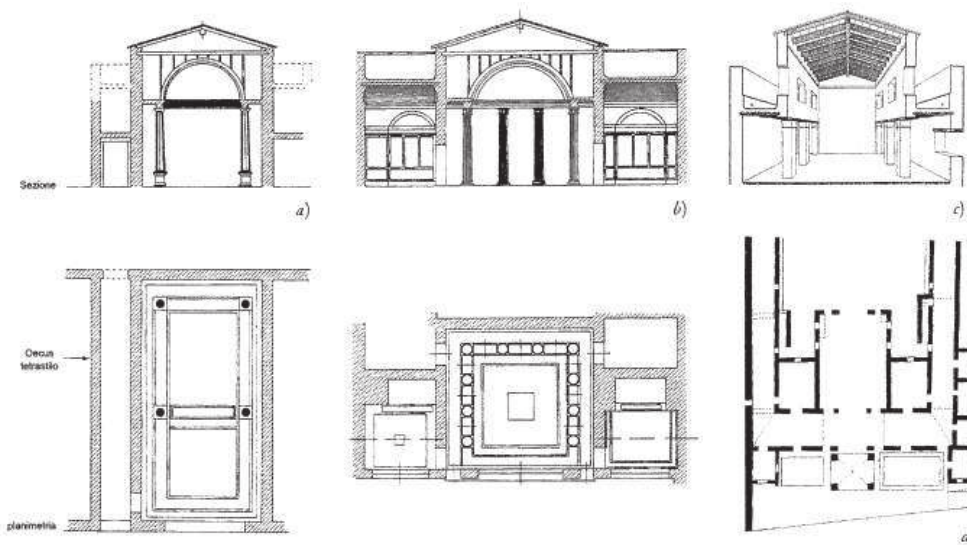 Sezione
a)
b)
c)
Oecus
tetrastilo
planimetria